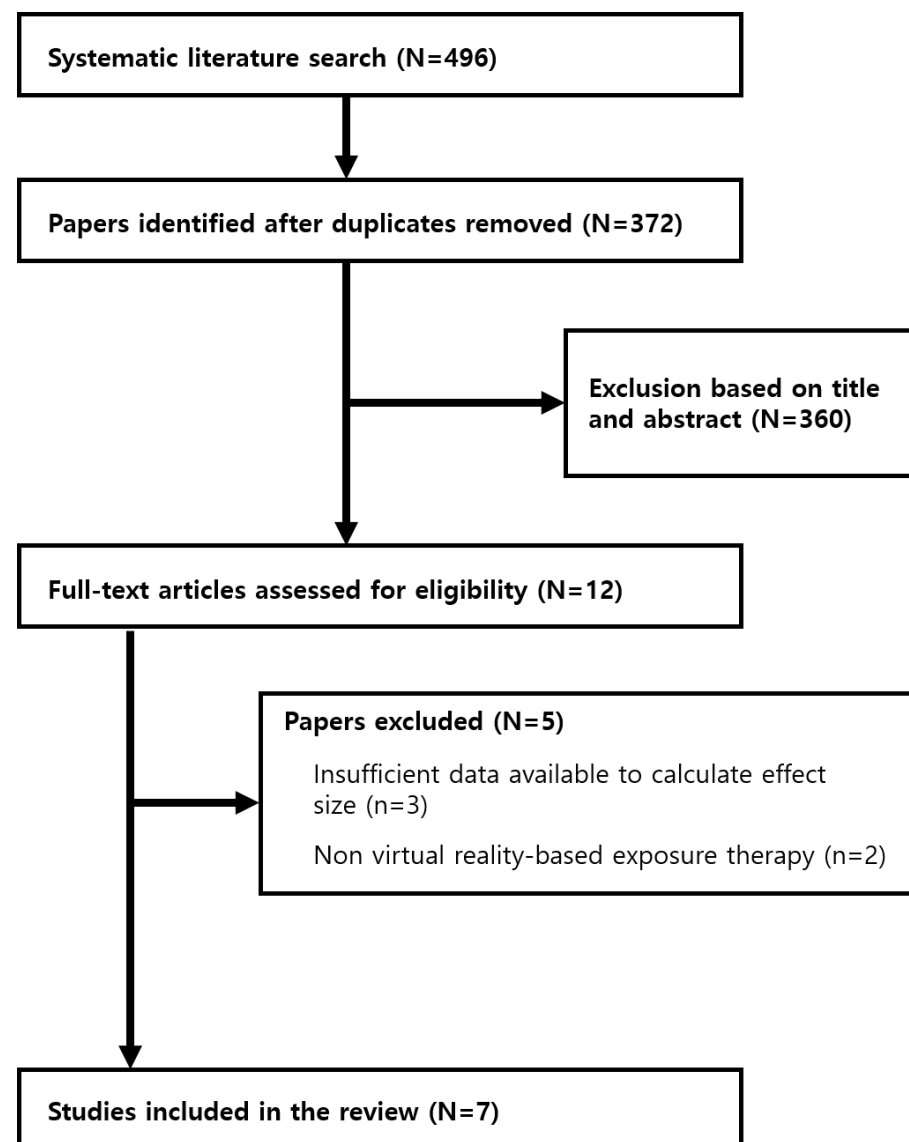 Systematic literature search (N=496)
Papers identified after duplicates removed (N=372)
Exclusion based on title
and abstract (N=360)
Full-text articles assessed for eligibility (N=12)
Papers excluded (N=5)
Insufficient data available to calculate effect
size (n=3)
Non virtual reality-based exposure therapy (n=2)
Studies included in the review (N=7)